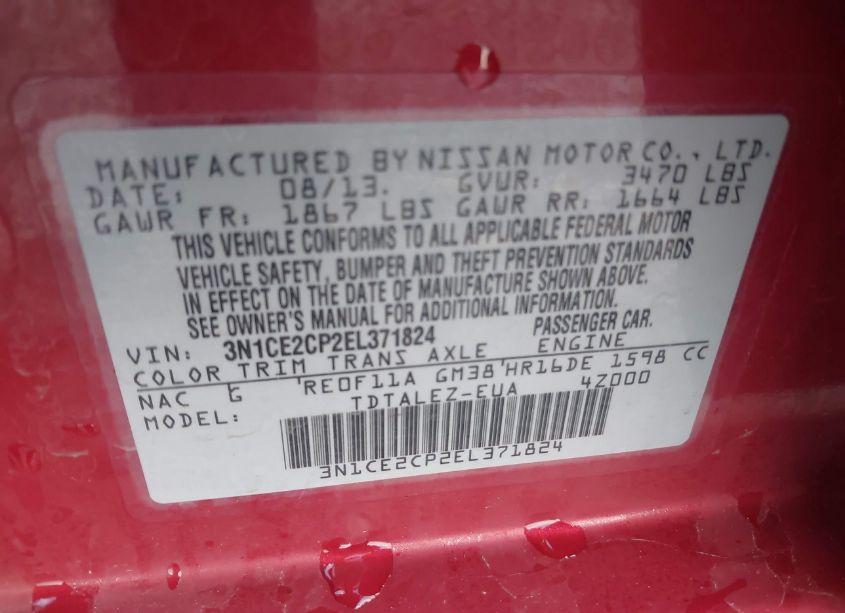 MANUFACTURED BY NISSAN MOTOR CO., LTD.
DATE: 08/13. GVWR: 3470 LBS
GAWR FR: 1867 LBS GAWR RR: 1664 LBS
THIS VEHICLE CONFORMS TO ALL APPLICABLE FEDERAL MOTOR
VEHICLE SAFETY, BUMPER AND THEFT PREVENTION STANDARDS
IN EFFECT ON THE DATE OF MANUFACTURE SHOWN ABOVE.
SEE OWNER'S MANUAL FOR ADDITIONAL INFORMATION.
VIN: 3N1CE2CP2EL371824 PASSENGER CAR.
COLOR TRIM TRANS AXLE ENGINE
NAC G RE0F11A GM38 HR16DE 1598 CC
MODEL: TDTALEZ-EUA 4Z000
3N1CE2CP2EL371824